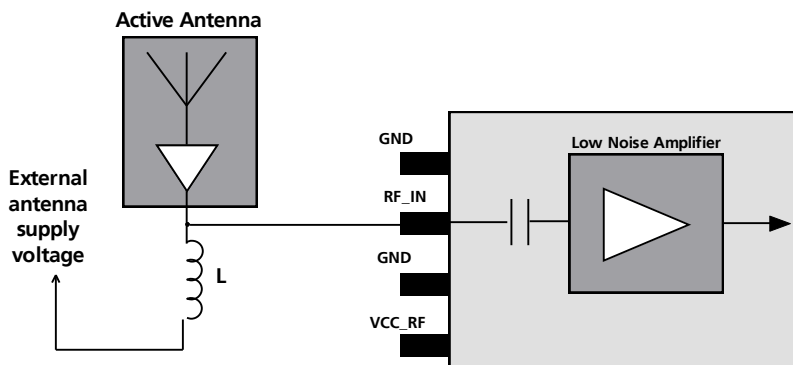 Active Antenna
External
antenna
supply
voltage
L
GND
RF_IN
GND
VCC_RF
Low Noise Amplifier